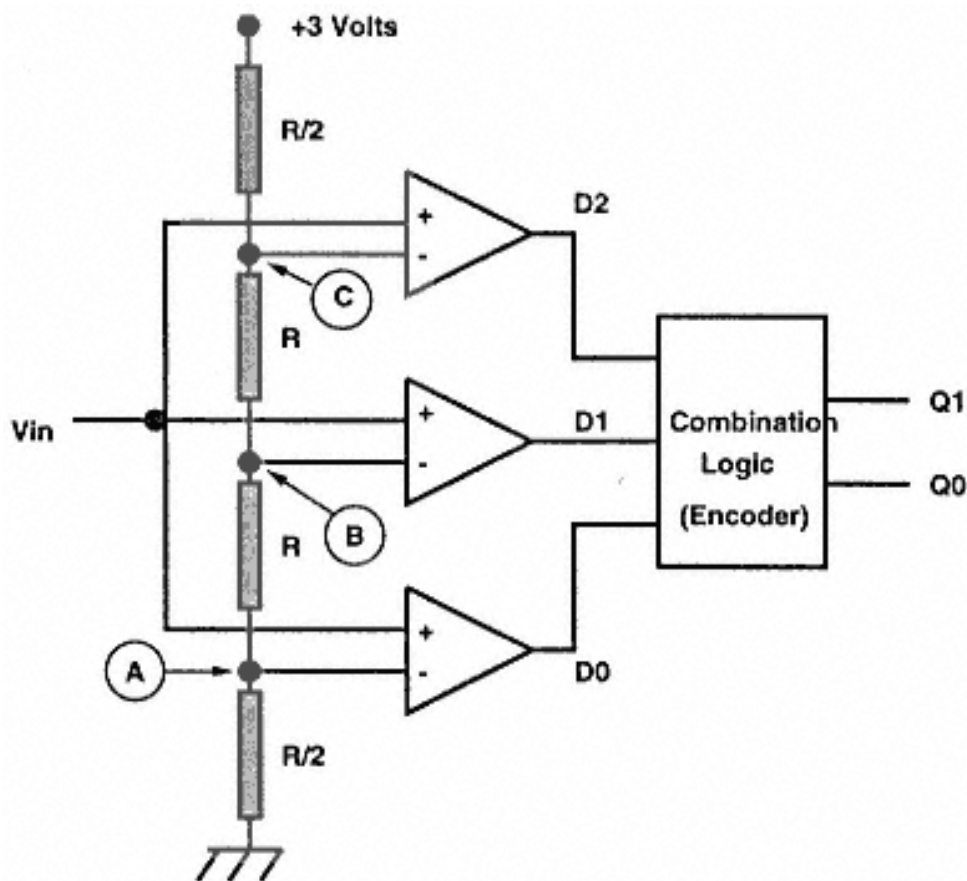 +3 Volts
R/2
D2
+
-
C
R
Vin
+
-
D1
Combination
Logic
(Encoder)
Q1
Q0
B
R
+
-
A
D0
R/2